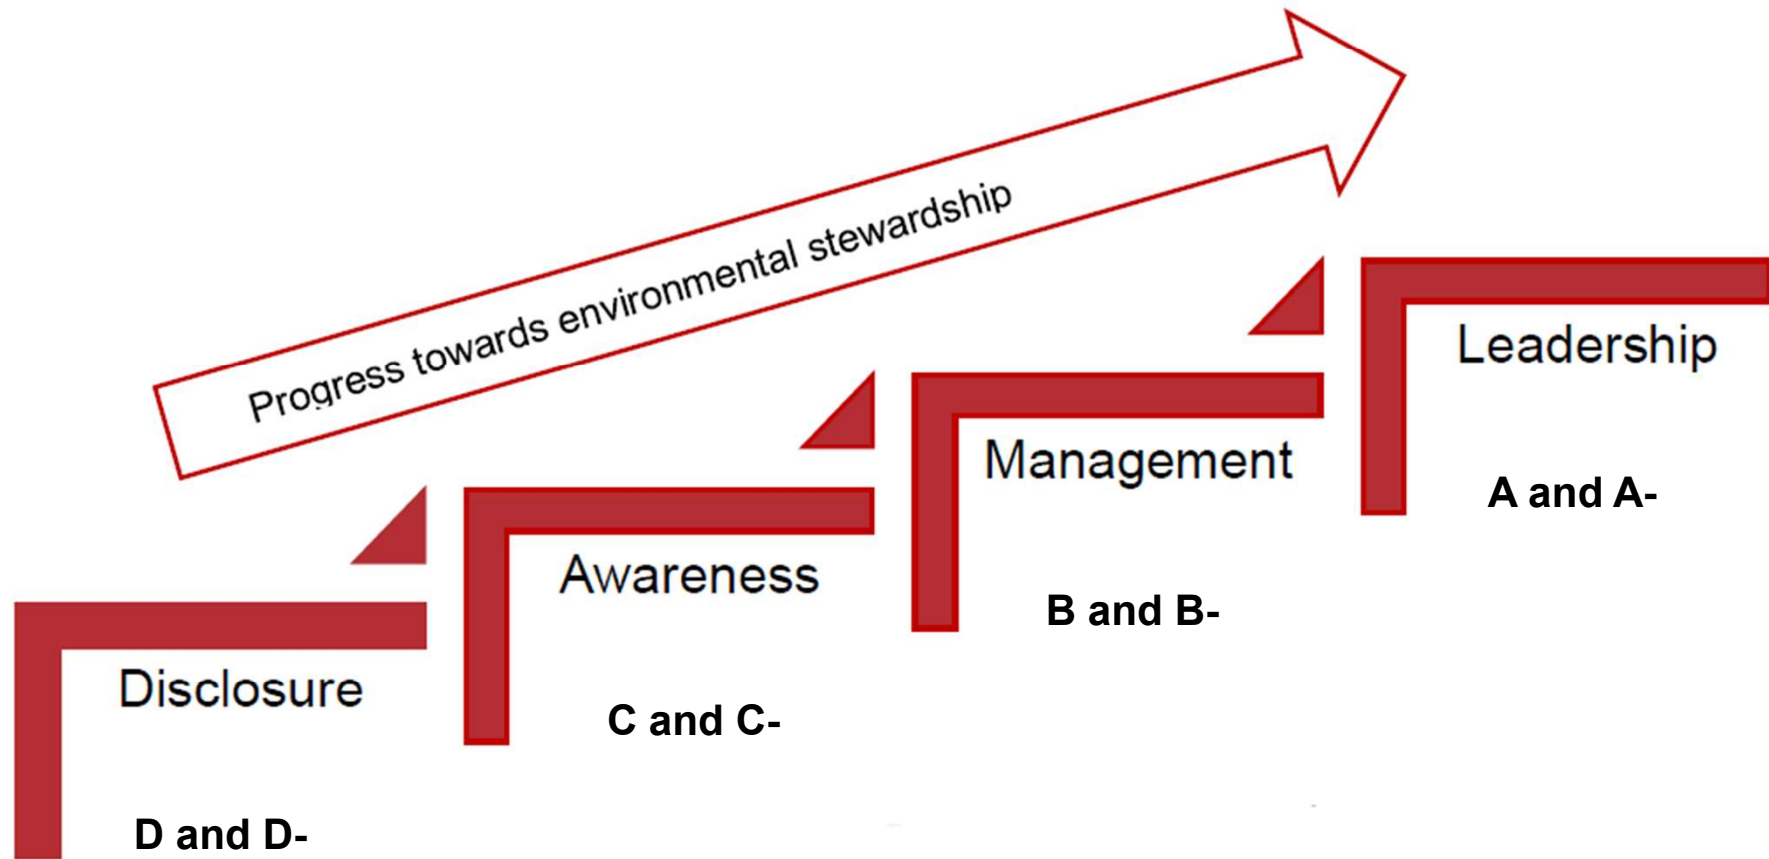 Progress towards environmental stewardship
Leadership
A and A-
Management
B and B-
Awareness
C and C-
Disclosure
D and D-